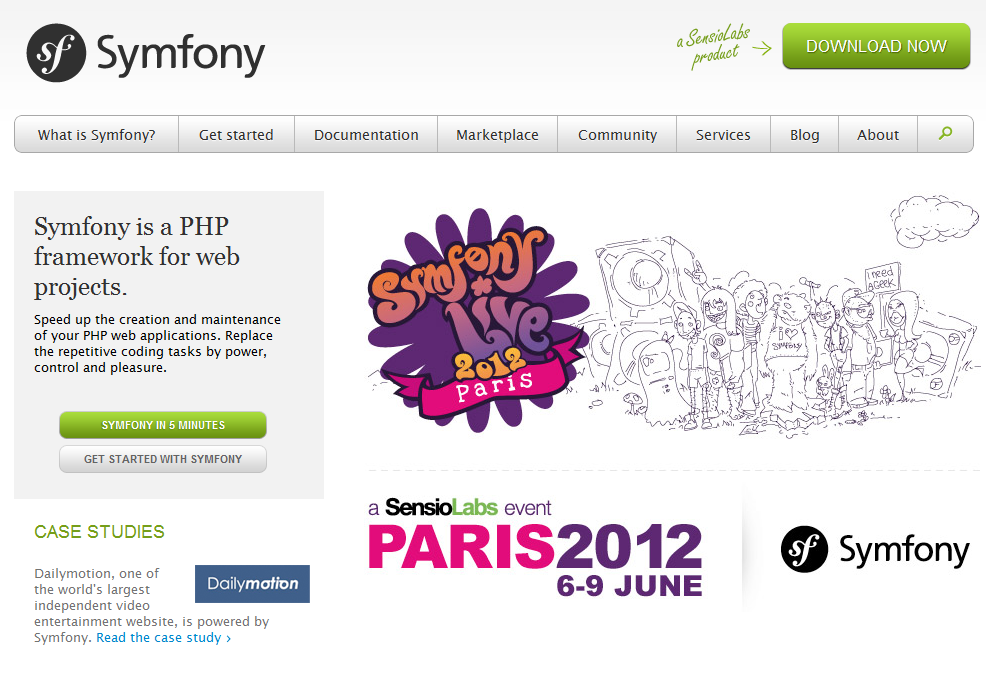 sf Symfony
a SensioLabs
product
DOWNLOAD NOW
What is Symfony? Get started Documentation Marketplace Community Services Blog About
Symfony is a PHP
framework for web
projects.
Speed up the creation and maintenance
of your PHP web applications. Replace
the repetitive coding tasks by power,
control and pleasure.
SYMFONY IN 5 MINUTES
GET STARTED WITH SYMFONY
Symfony
Live
2012
Paris
I need
A GEEK
I ♥
SYMFONY
CASE STUDIES
Dailymotion, one of
the world's largest
independent video
entertainment website, is powered by
Symfony. Read the case study ›
Dailymotion
a SensioLabs event
PARIS2012
6-9 JUNE
sf Symfony